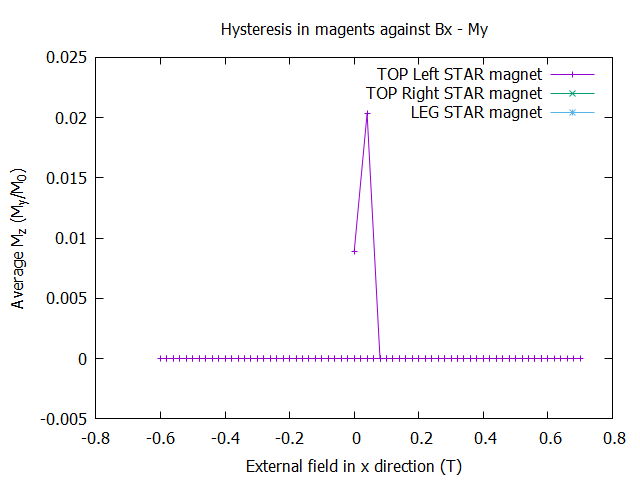 Hysteresis in magents against Bx - My
TOP Left STAR magnet
TOP Right STAR magnet
LEG STAR magnet
Average Mz (My/M0)
0.025
0.02
0.015
0.01
0.005
0
-0.005
-0.8 -0.6 -0.4 -0.2 0 0.2 0.4 0.6 0.8
External field in x direction (T)